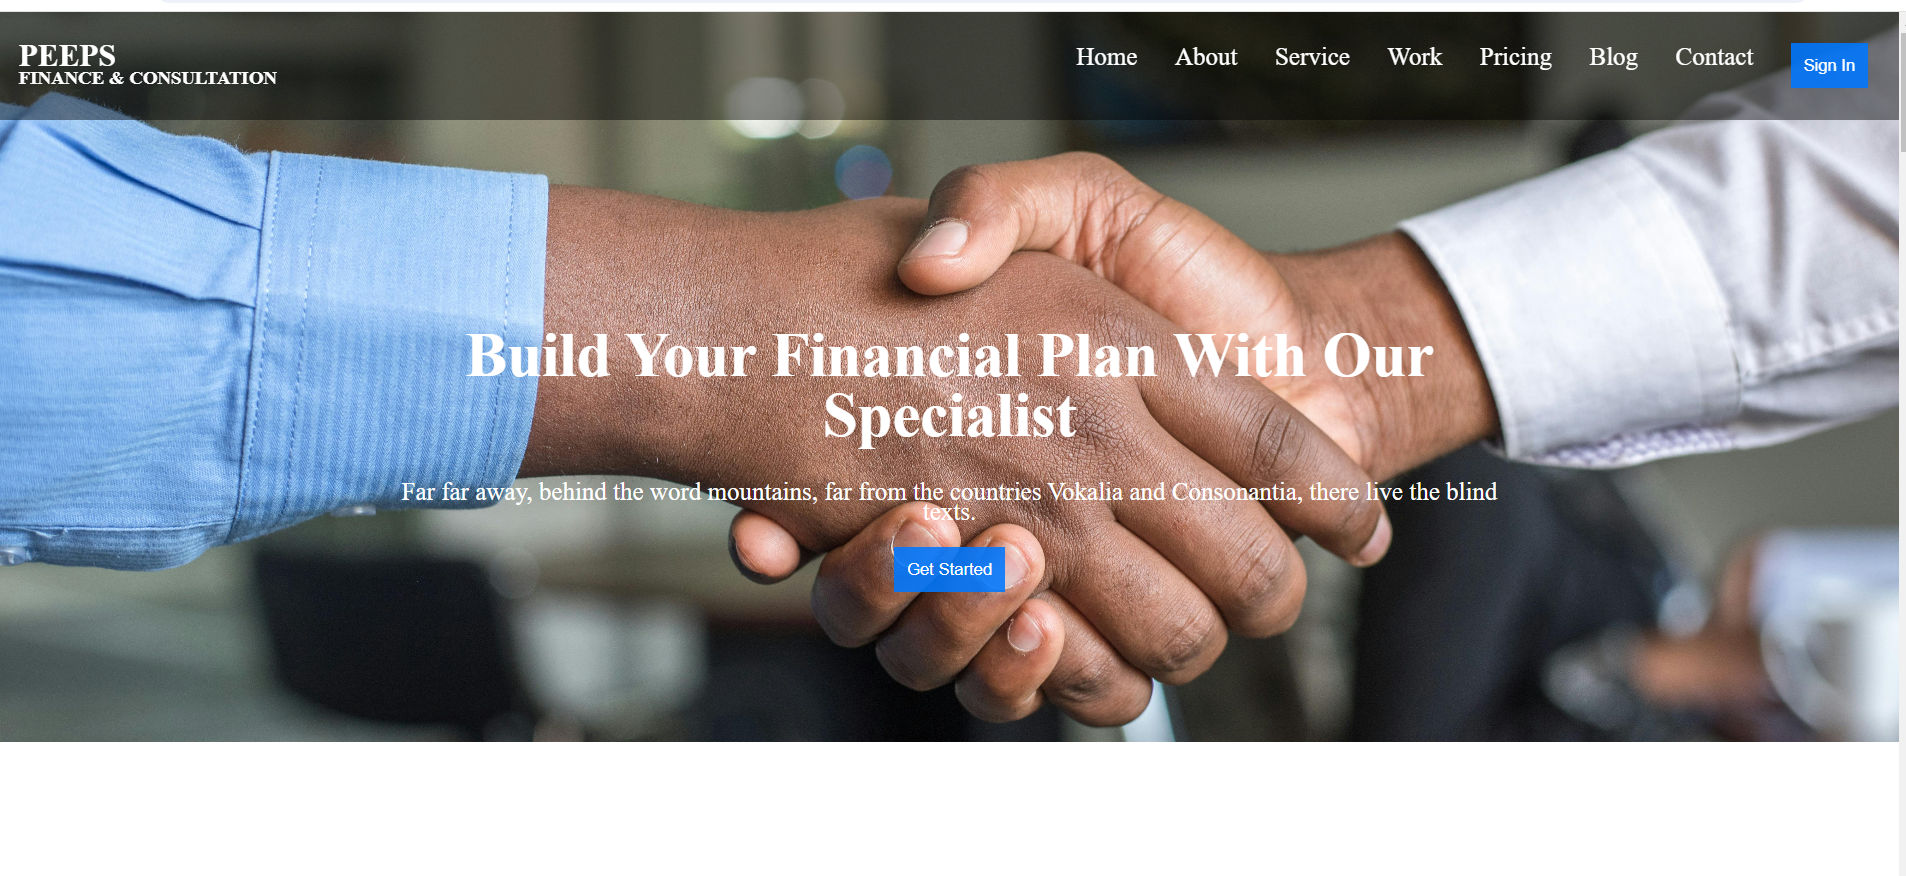 PEEPS
FINANCE & CONSULTATION
Home About Service Work Pricing Blog Contact Sign In
Build Your Financial Plan With Our
Specialist
Far far away, behind the word mountains, far from the countries Vokalia and Consonantia, there live the blind
texts.
Get Started